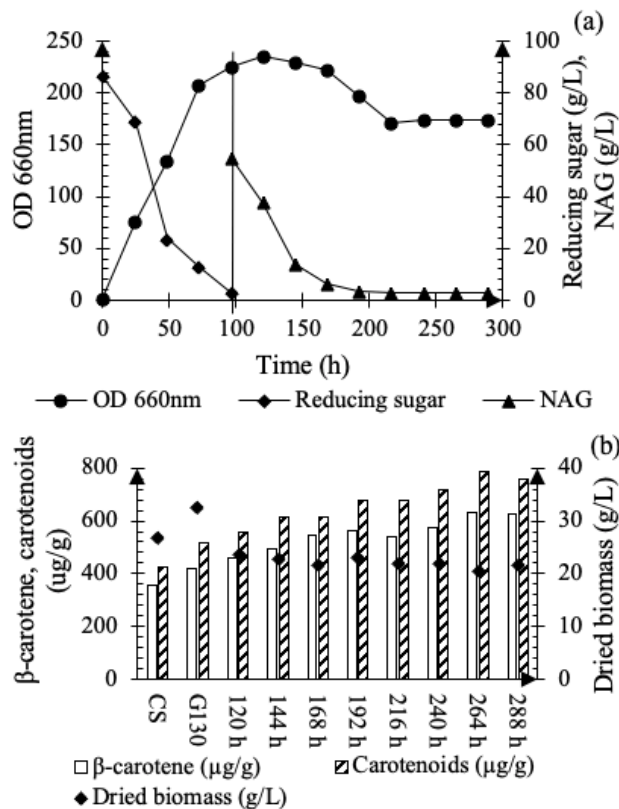 (a)
250
200
150
100
50
0
OD 660nm
100
80
60
40
20
0
Reducing sugar (g/L),
NAG (g/L)
0 50 100 150 200 250 300
Time (h)
OD 660nm Reducing sugar NAG
(b)
800
600
400
200
0
β-carotene, carotenoids
(ug/g)
40
30
20
10
0
Dried biomass (g/L)
CS G130 120 h 144 h 168 h 192 h 216 h 240 h 264 h 288 h
β-carotene (µg/g) Carotenoids (µg/g)
Dried biomass (g/L)